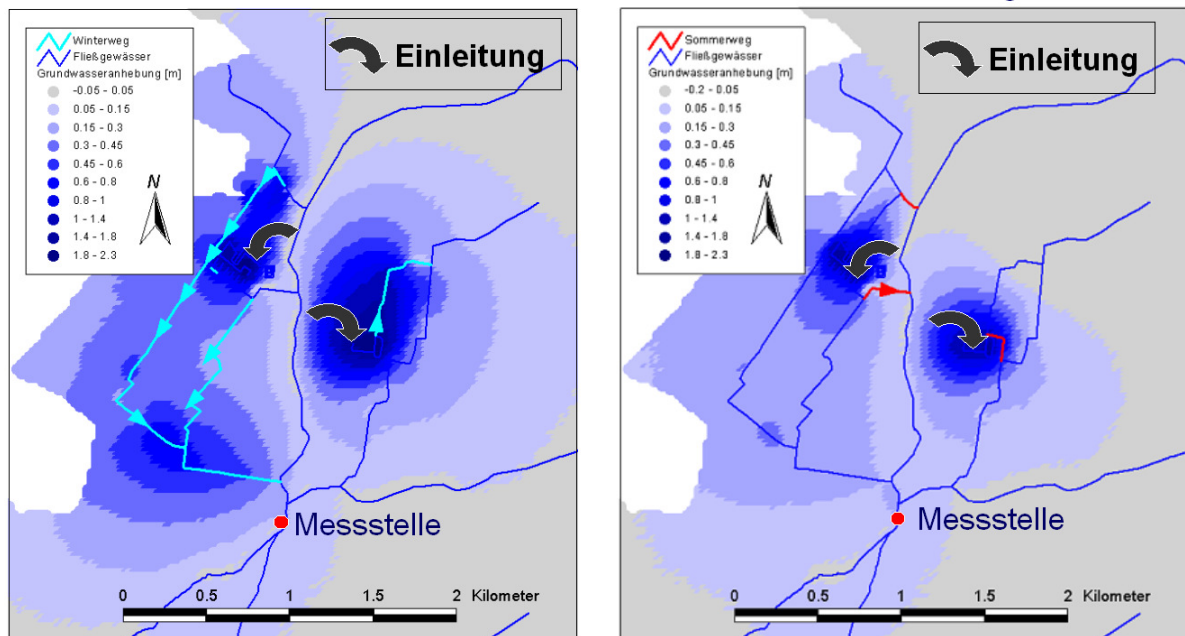 Winterweg
Fließgewässer
Grundwasseranhebung [m]
-0.05 - 0.05
0.05 - 0.15
0.15 - 0.3
0.3 - 0.45
0.45 - 0.6
0.6 - 0.8
0.8 - 1
1 - 1.4
1.4 - 1.8
1.8 - 2.3
N
Einleitung
Messstelle
0 0.5 1 1.5 2 Kilometer
Sommerweg
Fließgewässer
Grundwasseranhebung [m]
-0.2 - 0.05
0.05 - 0.15
0.15 - 0.3
0.3 - 0.45
0.45 - 0.6
0.6 - 0.8
0.8 - 1
1 - 1.4
1.4 - 1.8
1.8 - 2.3
N
Einleitung
Messstelle
0 0.5 1 1.5 2 Kilometer